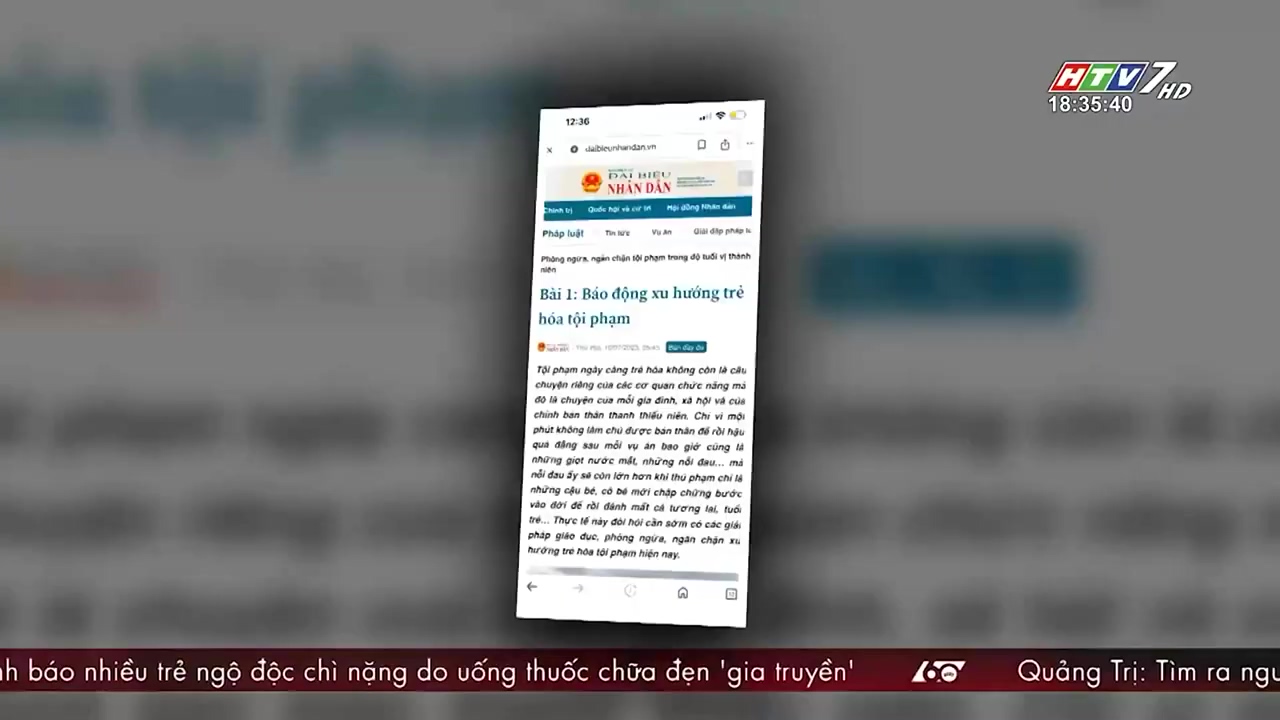 HTV7 HD
18:35:40
12:36
daibieunhandan.vn
ĐẠI BIỂU
NHÂN DÂN
Chính trị Quốc hội và cử tri Hội đồng Nhân dân
Pháp luật Tin tức Vụ án Giải đáp pháp lu
Phòng ngừa, ngăn chặn tội phạm trong độ tuổi vị thành
niên
Bài 1: Báo động xu hướng trẻ
hóa tội phạm
Bản đầy đủ
Tội phạm ngày càng trẻ hóa không còn là câu
chuyện riêng của các cơ quan chức năng mà
đó là chuyện của mỗi gia đình, xã hội và của
chính bản thân thanh thiếu niên. Chỉ vì một
phút không làm chủ được bản thân để rồi hậu
quả đằng sau mỗi vụ án bao giờ cũng là
những giọt nước mắt, những nỗi đau... mà
nỗi đau ấy sẽ còn lớn hơn khi thủ phạm chỉ là
những cậu bé, cô bé mới chập chững bước
vào đời để rồi đánh mất cả tương lai, tuổi
trẻ... Thực tế này đòi hỏi cần sớm có các giải
pháp giáo dục, phòng ngừa, ngăn chặn xu
hướng trẻ hóa tội phạm hiện nay.
nh báo nhiều trẻ ngộ độc chì nặng do uống thuốc chữa đẹn 'gia truyền' 60 giây Quảng Trị: Tìm ra ngu